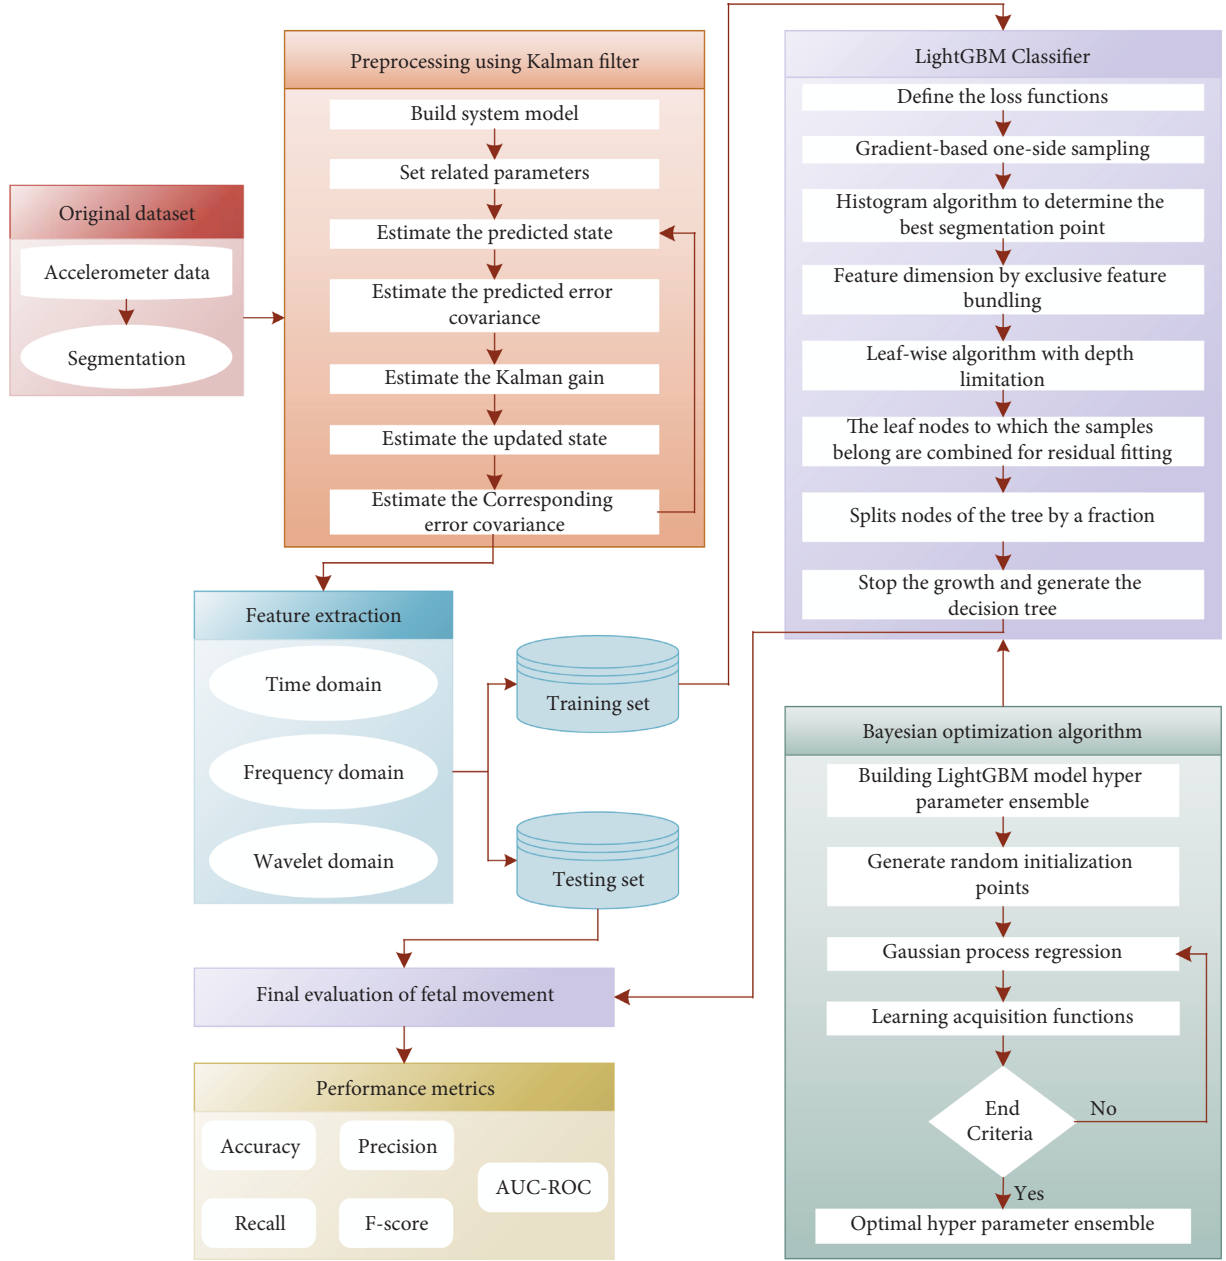 Original dataset
Accelerometer data
Segmentation
Preprocessing using Kalman filter
Build system model
Set related parameters
Estimate the predicted state
Estimate the predicted error
covariance
Estimate the Kalman gain
Estimate the updated state
Estimate the Corresponding
error covariance
Feature extraction
Time domain
Frequency domain
Wavelet domain
Training set
Testing set
LightGBM Classifier
Define the loss functions
Gradient-based one-side sampling
Histogram algorithm to determine the
best segmentation point
Feature dimension by exclusive feature
bundling
Leaf-wise algorithm with depth
limitation
The leaf nodes to which the samples
belong are combined for residual fitting
Splits nodes of the tree by a fraction
Stop the growth and generate the
decision tree
Bayesian optimization algorithm
Building LightGBM model hyper
parameter ensemble
Generate random initialization
points
Gaussian process regression
Learning acquisition functions
End
Criteria
No
Yes
Optimal hyper parameter ensemble
Final evaluation of fetal movement
Performance metrics
Accuracy
Precision
AUC-ROC
Recall
F-score